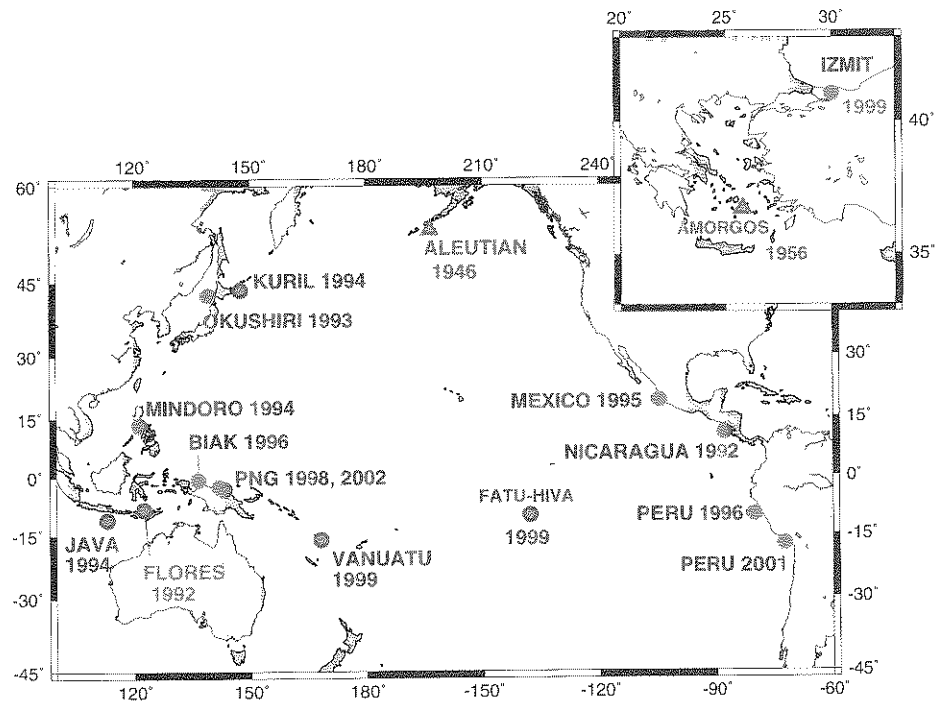 20° 25° 30°
IZMIT
1999
40°
AMORGOS
1956
35°
120° 150° 180° 210° 240°
60°
ALEUTIAN
1946
45°
KURIL 1994
OKUSHIRI 1993
30° 30°
MEXICO 1995
15° 15°
MINDORO 1994
BIAK 1996
NICARAGUA 1992
0° 0°
PNG 1998, 2002
FATU-HIVA
1999
PERU 1996
-15° -15°
JAVA
1994
VANUATU
1999
PERU 2001
FLORES
1992
-30° -30°
-45° -45°
120° 150° 180° -150° -120° -90° -60°